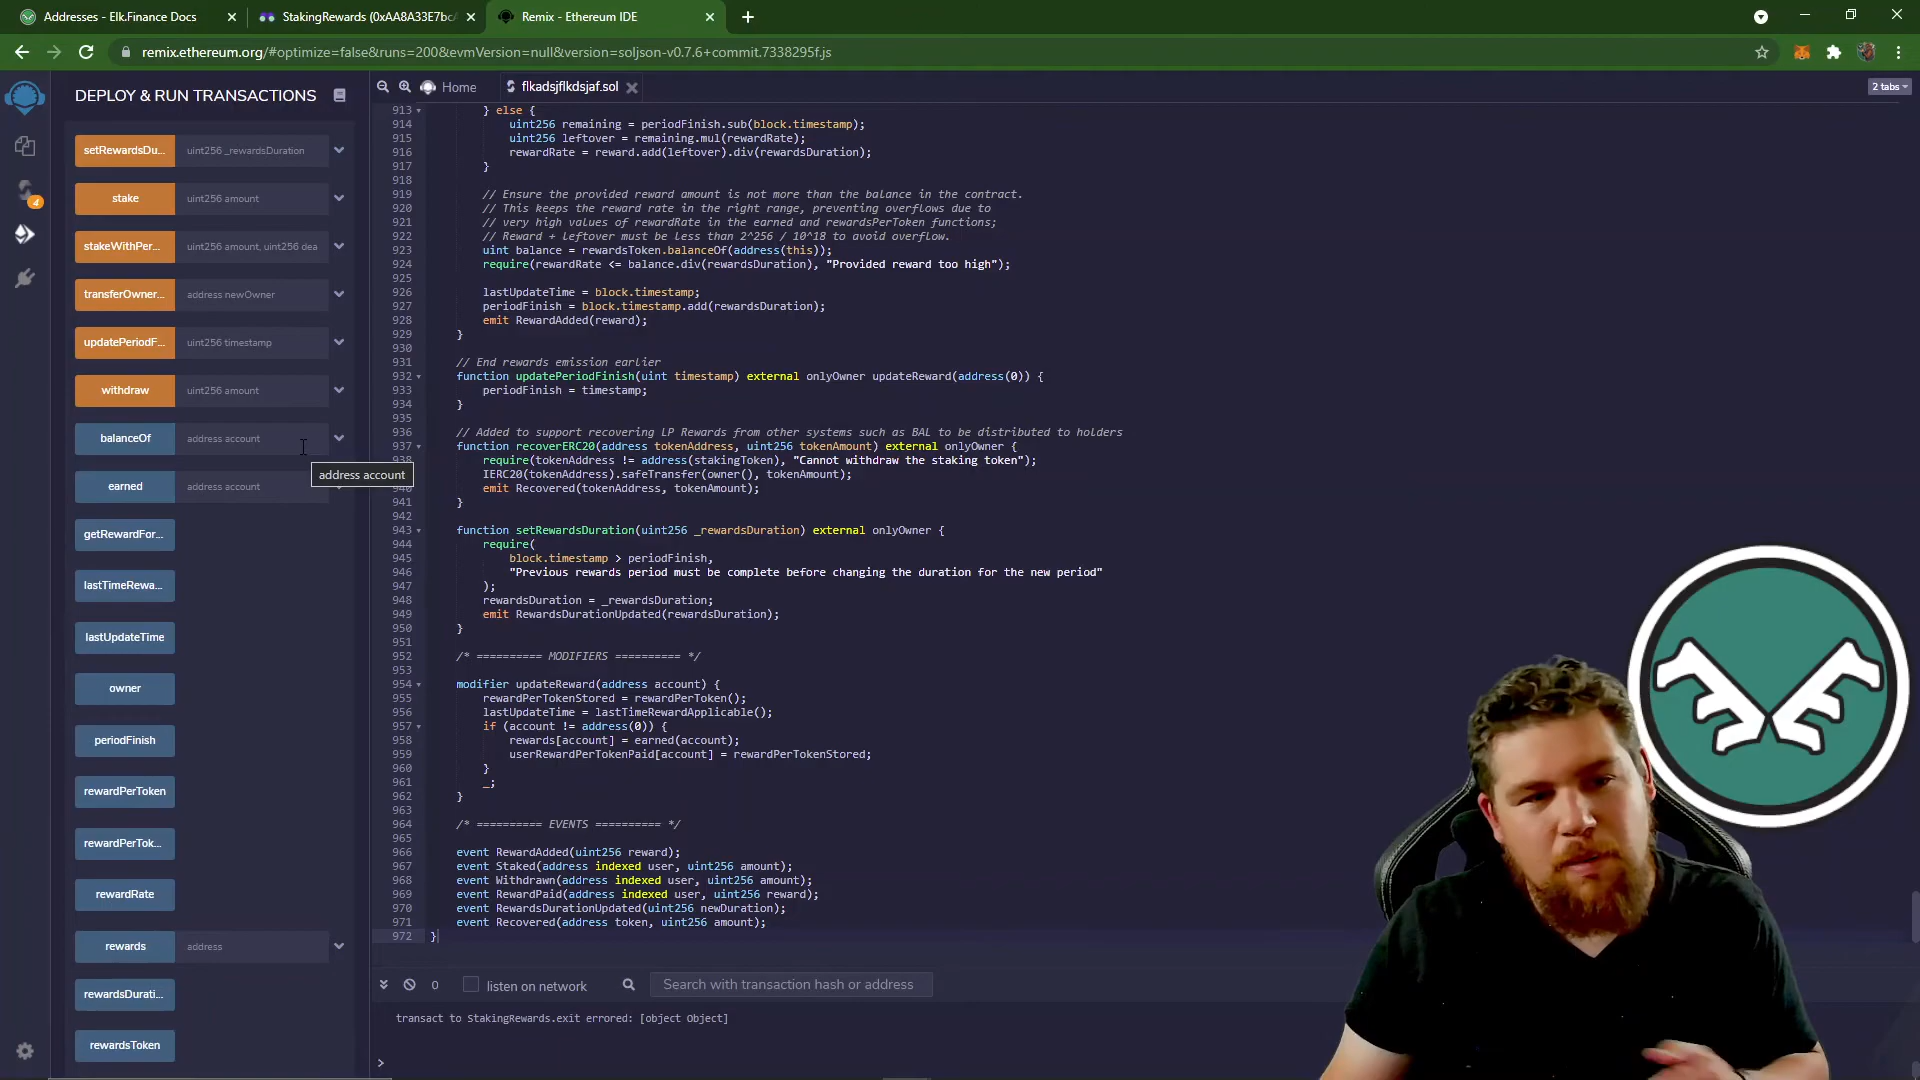 Addresses - Elk.Finance Docs
StakingRewards (0xAA8A33E7bcA
Remix - Ethereum IDE
remix.ethereum.org/#optimize=false&runs=200&evmVersion=null&version=soljson-v0.7.6+commit.7338295f.js
DEPLOY & RUN TRANSACTIONS
Home
flkadsjflkdsjaf.sol
2 tabs
setRewardsDu... uint256 _rewardsDuration
stake uint256 amount
stakeWithPer... uint256 amount, uint256 dea
transferOwner... address newOwner
updatePeriodF... uint256 timestamp
withdraw uint256 amount
balanceOf address account
address account
earned address account
getRewardFor...
lastTimeRewa...
lastUpdateTime
owner
periodFinish
rewardPerToken
rewardPerTok...
rewardRate
rewards address
rewardsDurati...
rewardsToken
4
913 } else {
914 uint256 remaining = periodFinish.sub(block.timestamp);
915 uint256 leftover = remaining.mul(rewardRate);
916 rewardRate = reward.add(leftover).div(rewardsDuration);
917 }
918
919 // Ensure the provided reward amount is not more than the balance in the contract.
920 // This keeps the reward rate in the right range, preventing overflows due to
921 // very high values of rewardRate in the earned and rewardsPerToken functions;
922 // Reward + leftover must be less than 2^256 / 10^18 to avoid overflow.
923 uint balance = rewardsToken.balanceOf(address(this));
924 require(rewardRate <= balance.div(rewardsDuration), "Provided reward too high");
925
926 lastUpdateTime = block.timestamp;
927 periodFinish = block.timestamp.add(rewardsDuration);
928 emit RewardAdded(reward);
929 }
930
931 // End rewards emission earlier
932 function updatePeriodFinish(uint timestamp) external onlyOwner updateReward(address(0)) {
933 periodFinish = timestamp;
934 }
935
936 // Added to support recovering LP Rewards from other systems such as BAL to be distributed to holders
937 function recoverERC20(address tokenAddress, uint256 tokenAmount) external onlyOwner {
938 require(tokenAddress != address(stakingToken), "Cannot withdraw the staking token");
IERC20(tokenAddress).safeTransfer(owner(), tokenAmount);
940 emit Recovered(tokenAddress, tokenAmount);
941 }
942
943 function setRewardsDuration(uint256 _rewardsDuration) external onlyOwner {
944 require(
945 block.timestamp > periodFinish,
946 "Previous rewards period must be complete before changing the duration for the new period"
947 );
948 rewardsDuration = _rewardsDuration;
949 emit RewardsDurationUpdated(rewardsDuration);
950 }
951
952 /* ========== MODIFIERS ========== */
953
954 modifier updateReward(address account) {
955 rewardPerTokenStored = rewardPerToken();
956 lastUpdateTime = lastTimeRewardApplicable();
957 if (account != address(0)) {
958 rewards[account] = earned(account);
959 userRewardPerTokenPaid[account] = rewardPerTokenStored;
960 }
961 _;
962 }
963
964 /* ========== EVENTS ========== */
965
966 event RewardAdded(uint256 reward);
967 event Staked(address indexed user, uint256 amount);
968 event Withdrawn(address indexed user, uint256 amount);
969 event RewardPaid(address indexed user, uint256 reward);
970 event RewardsDurationUpdated(uint256 newDuration);
971 event Recovered(address token, uint256 amount);
972 }
0 listen on network Search with transaction hash or address
transact to StakingRewards.exit errored: [object Object]
>